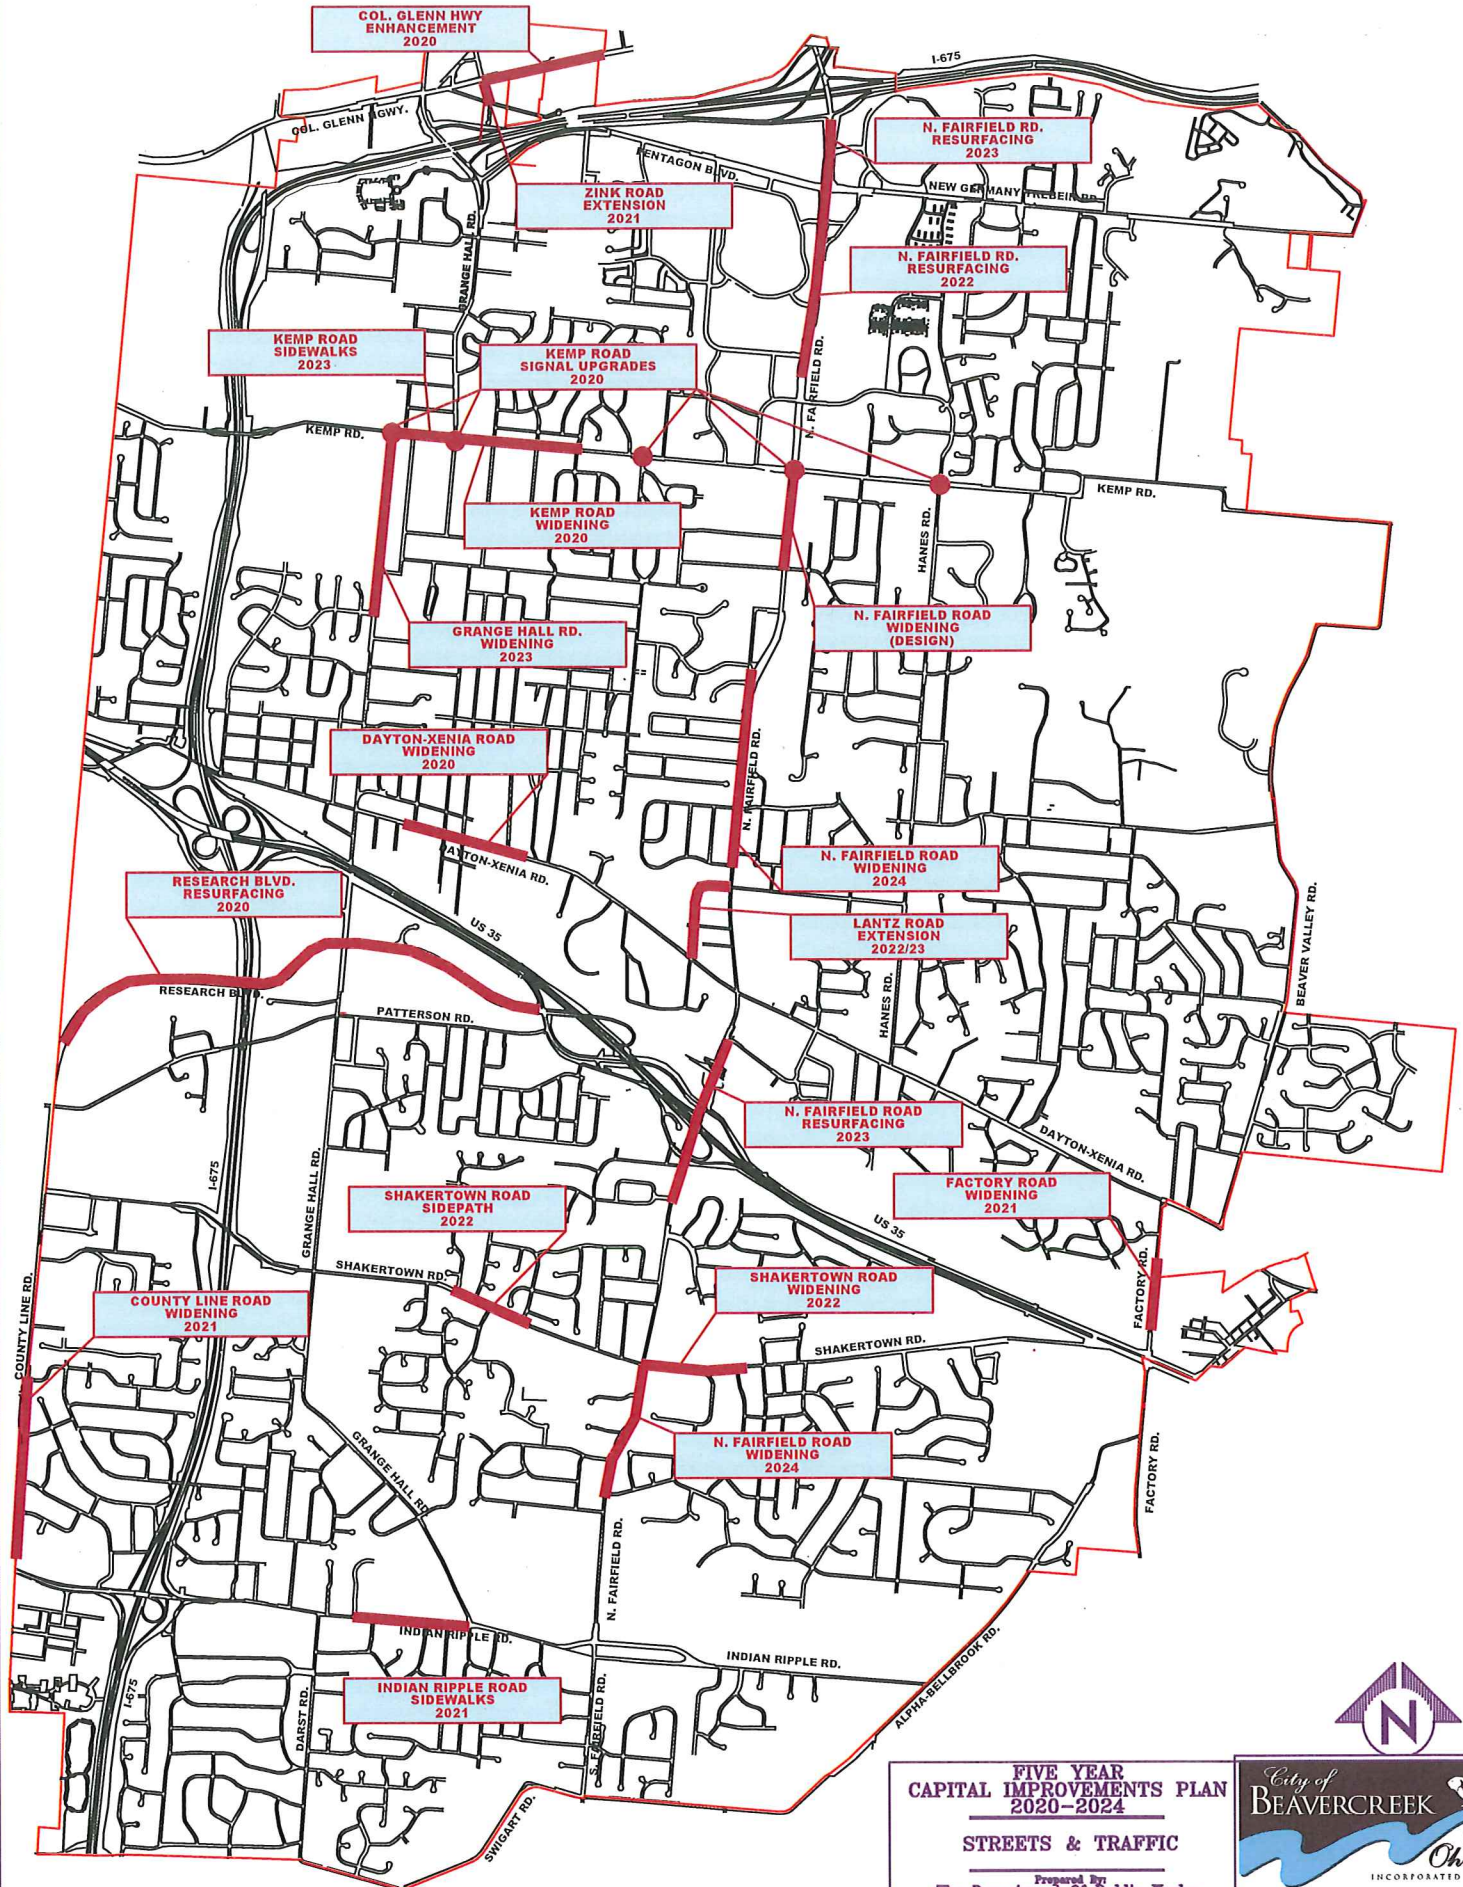 COL. GLENN HWY
ENHANCEMENT
2020
I-675
COL. GLENN HGWY.
N. FAIRFIELD RD.
RESURFACING
2023
PENTAGON BLVD.
NEW GERMANY TREBEIN RD.
ZINK ROAD
EXTENSION
2021
GRANGE HALL RD.
N. FAIRFIELD RD.
RESURFACING
2022
KEMP ROAD
SIDEWALKS
2023
KEMP ROAD
SIGNAL UPGRADES
2020
N. FAIRFIELD RD.
KEMP RD.
KEMP RD.
KEMP ROAD
WIDENING
2020
HANES RD.
GRANGE HALL RD.
WIDENING
2023
N. FAIRFIELD ROAD
WIDENING
(DESIGN)
DAYTON-XENIA ROAD
WIDENING
2020
N. FAIRFIELD RD.
DAYTON-XENIA RD.
N. FAIRFIELD ROAD
WIDENING
2024
RESEARCH BLVD.
RESURFACING
2020
US 35
LANTZ ROAD
EXTENSION
2022/23
BEAVER VALLEY RD.
RESEARCH BLVD.
PATTERSON RD.
HANES RD.
N. FAIRFIELD ROAD
RESURFACING
2023
DAYTON-XENIA RD.
I-675
GRANGE HALL RD.
SHAKERTOWN ROAD
SIDEPATH
2022
FACTORY ROAD
WIDENING
2021
US 35
SHAKERTOWN RD.
FACTORY RD.
COUNTY LINE RD.
COUNTY LINE ROAD
WIDENING
2021
SHAKERTOWN ROAD
WIDENING
2022
SHAKERTOWN RD.
GRANGE HALL RD.
N. FAIRFIELD ROAD
WIDENING
2024
FACTORY RD.
N. FAIRFIELD RD.
INDIAN RIPPLE RD.
INDIAN RIPPLE RD.
ALPHA-BELLBROOK RD.
I-675
DARST RD.
INDIAN RIPPLE ROAD
SIDEWALKS
2021
S. FAIRFIELD RD.
SWIGART RD.
N
FIVE YEAR
CAPITAL IMPROVEMENTS PLAN
2020-2024
STREETS & TRAFFIC
Prepared By:
City of
BEAVERCREEK
Oh
INCORPORATED